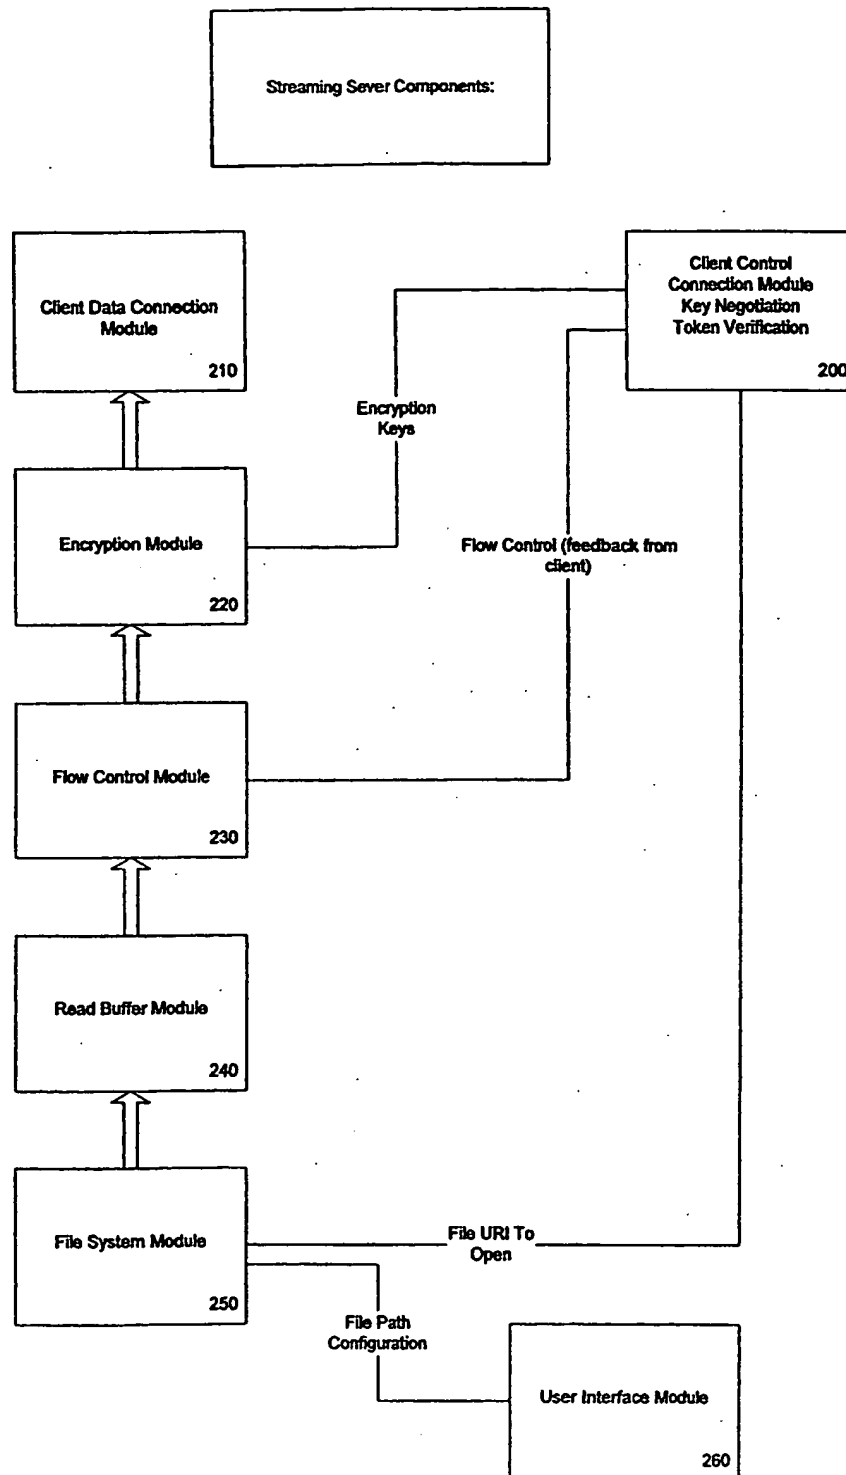 Streaming Sever Components:
Client Data Connection
Module
210
Client Control
Connection Module
Key Negotiation
Token Verification
200
Encryption
Keys
Encryption Module
220
Flow Control (feedback from
client)
Flow Control Module
230
Read Buffer Module
240
File System Module
250
File URI To
Open
File Path
Configuration
User Interface Module
260